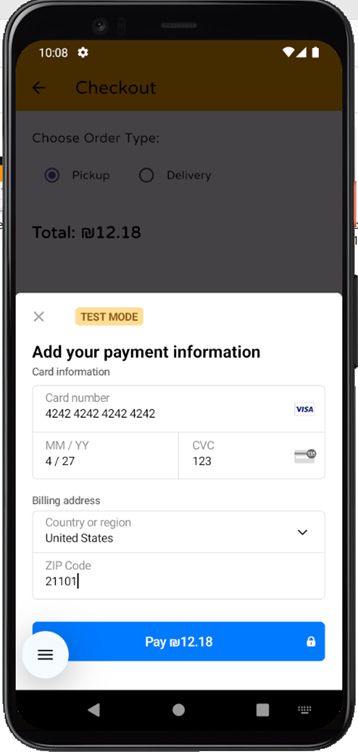 10:08
Checkout
Choose Order Type:
Pickup
Delivery
Total: ₪12.18
TEST MODE
Add your payment information
Card information
Card number
4242 4242 4242 4242
VISA
MM / YY
4 / 27
CVC
123
Billing address
Country or region
United States
ZIP Code
21101
Pay ₪12.18